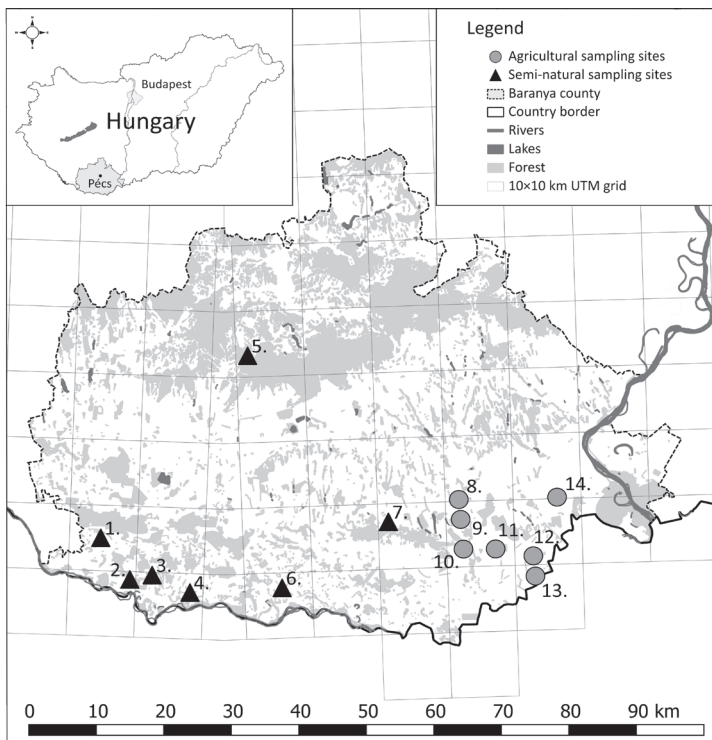 N
W
E
S
Budapest
Hungary
Pécs
Legend
Agricultural sampling sites
Semi-natural sampling sites
Baranya county
Country border
Rivers
Lakes
Forest
10×10 km UTM grid
5.
8.
14.
7.
9.
1.
10.
11.
12.
2.
3.
4.
6.
13.
0 10 20 30 40 50 60 70 80 90 km